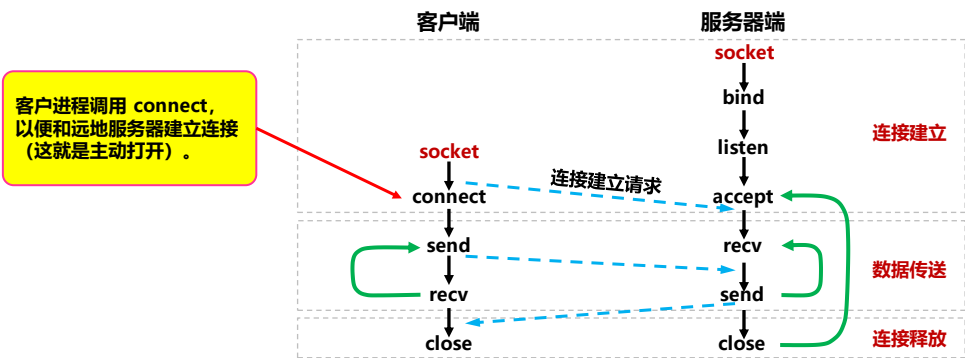 客户端
服务器端
socket
bind
客户进程调用 connect，
以便和远地服务器建立连接
（这就是主动打开）。
listen
连接建立
socket
连接建立请求
connect
accept
send
recv
数据传送
recv
send
close
close
连接释放